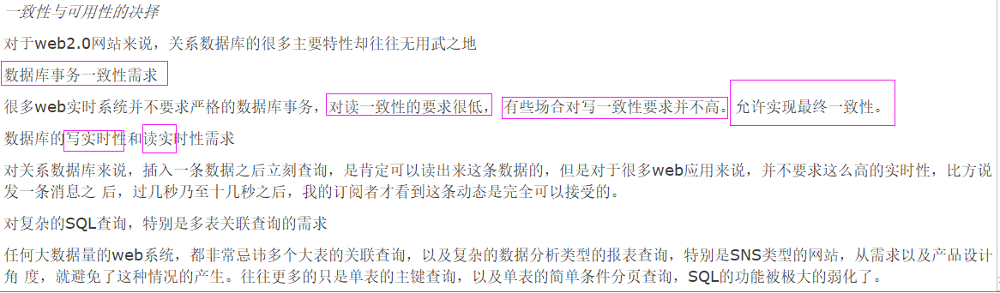 一致性与可用性的决择
对于web2.0网站来说，关系数据库的很多主要特性却往往无用武之地
数据库事务一致性需求
很多web实时系统并不要求严格的数据库事务，对读一致性的要求很低，有些场合对写一致性要求并不高。允许实现最终一致性。
数据库的写实时性和读实时性需求
对关系数据库来说，插入一条数据之后立刻查询，是肯定可以读出来这条数据的，但是对于很多web应用来说，并不要求这么高的实时性，比方说
发一条消息之 后，过几秒乃至十几秒之后，我的订阅者才看到这条动态是完全可以接受的。
对复杂的SQL查询，特别是多表关联查询的需求
任何大数据量的web系统，都非常忌讳多个大表的关联查询，以及复杂的数据分析类型的报表查询，特别是SNS类型的网站，从需求以及产品设计
角 度，就避免了这种情况的产生。往往更多的只是单表的主键查询，以及单表的简单条件分页查询，SQL的功能被极大的弱化了。